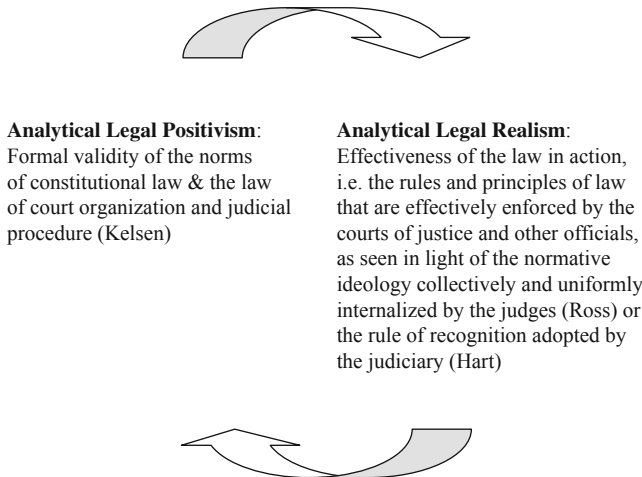 Analytical Legal Positivism:
Formal validity of the norms
of constitutional law & the law
of court organization and judicial
procedure (Kelsen)
Analytical Legal Realism:
Effectiveness of the law in action,
i.e. the rules and principles of law
that are effectively enforced by the
courts of justice and other officials,
as seen in light of the normative
ideology collectively and uniformly
internalized by the judges (Ross) or
the rule of recognition adopted by
the judiciary (Hart)